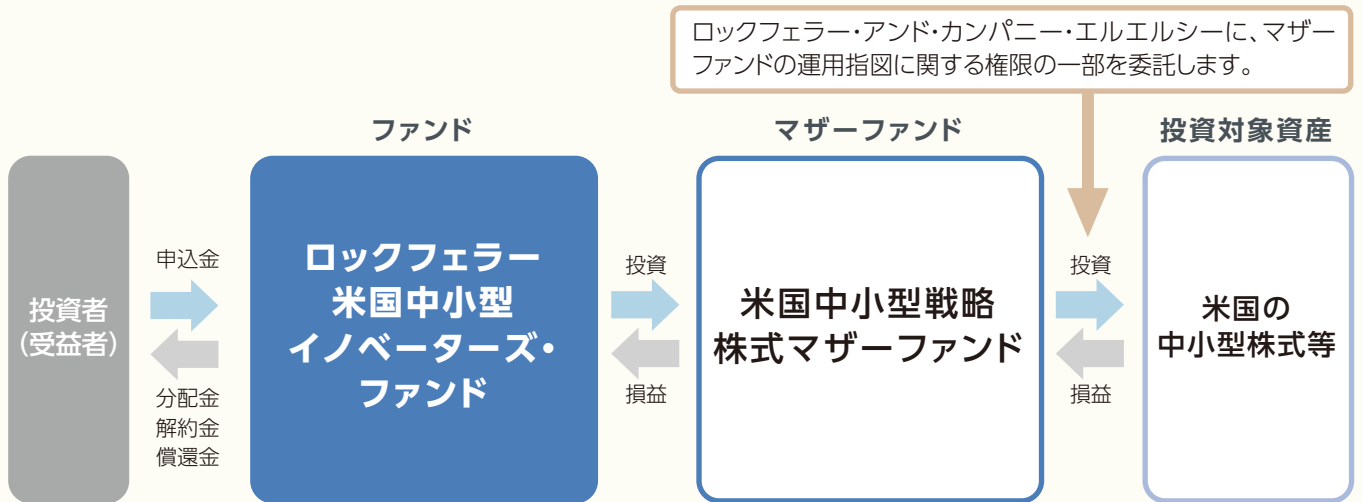 ロックフェラー・アンド・カンパニー・エルエルシーに、マザー
ファンドの運用指図に関する権限の一部を委託します。
ファンド
マザーファンド
投資対象資産
投資者
(受益者)
申込金
分配金
解約金
償還金
ロックフェラー
米国中小型
イノベーターズ・
ファンド
投資
損益
米国中小型戦略
株式マザーファンド
投資
損益
米国の
中小型株式等